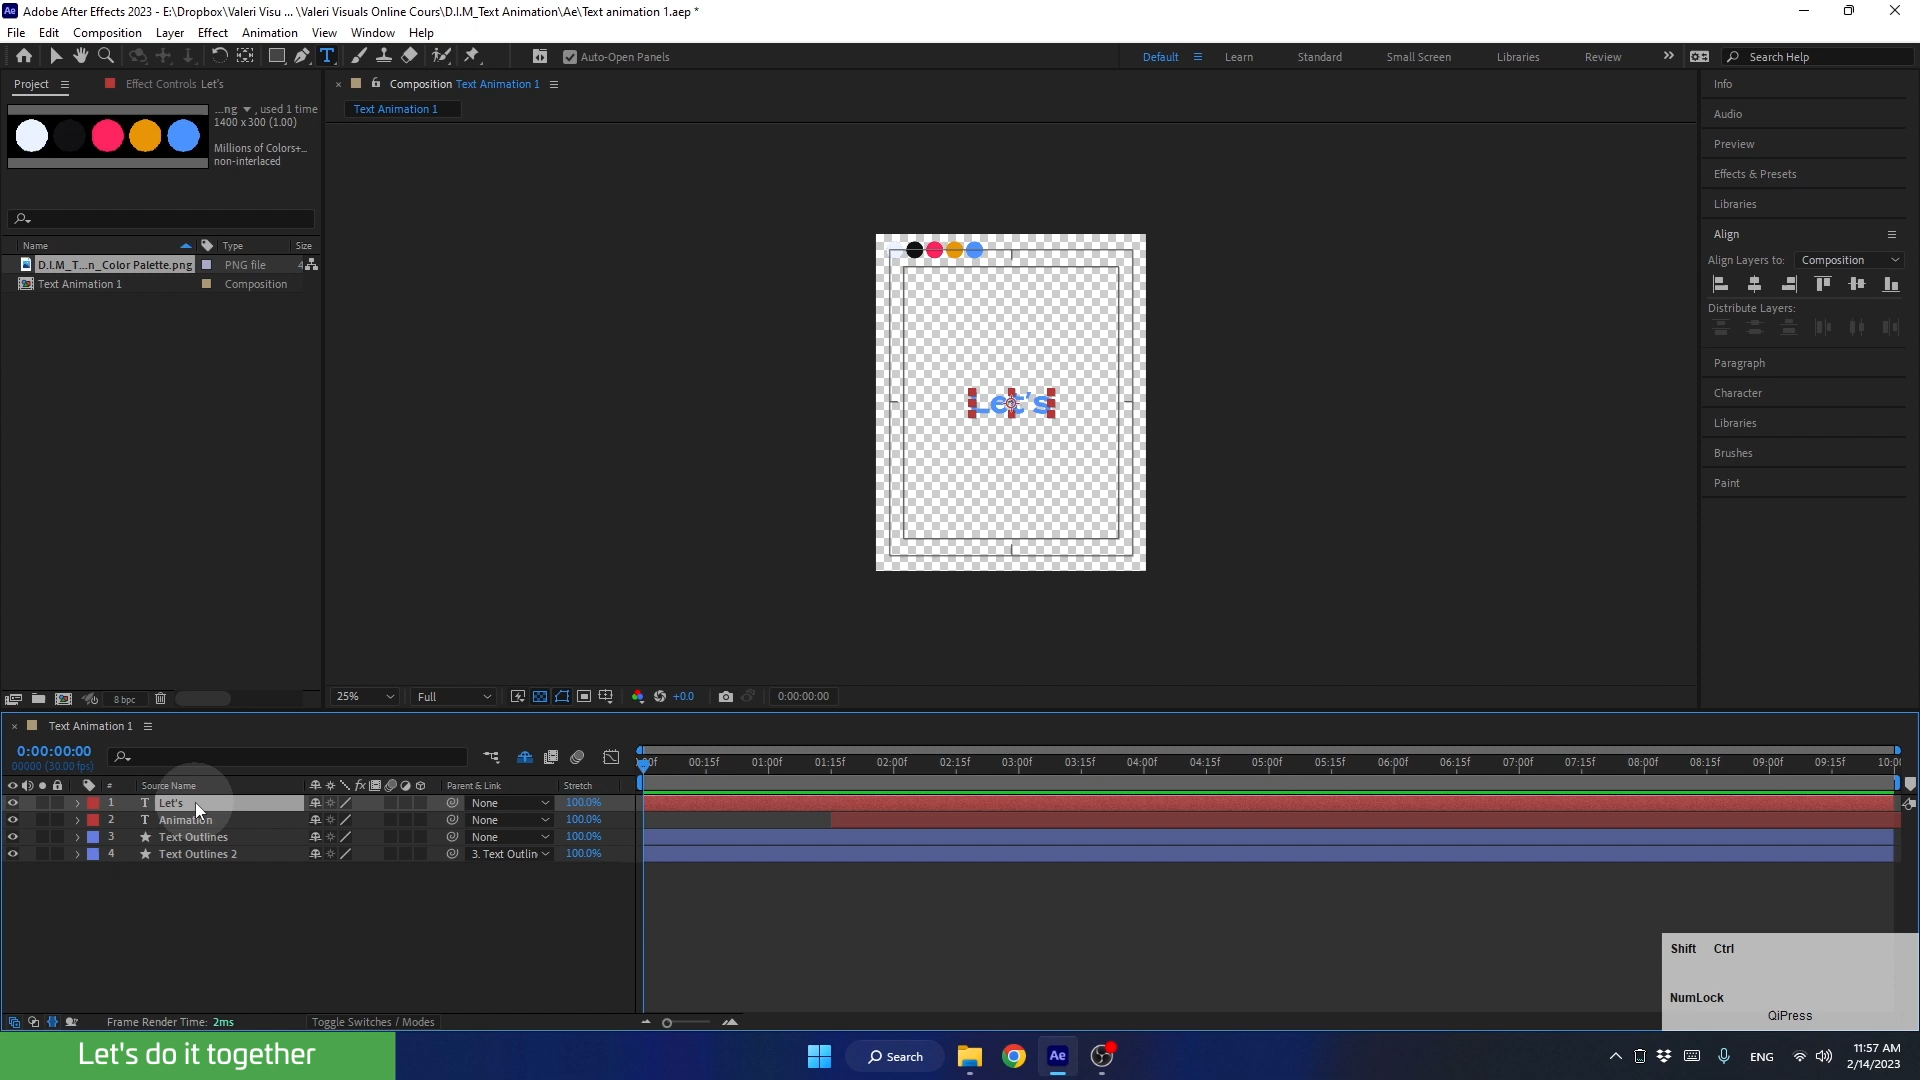 Adobe After Effects 2023 - E:\Dropbox\Valeri Visu ... \Valeri Visuals Online Cours\D.I.M_Text Animation\Ae\Text animation 1.aep *
File Edit Composition Layer Effect Animation View Window Help
Auto-Open Panels Default Learn Standard Small Screen Libraries Review Search Help
Project Effect Controls Let's
Composition Text Animation 1
Text Animation 1
...ng , used 1 time
1400 x 300 (1.00)
Millions of Colors+...
non-interlaced
Name Type Size
D.I.M_T...n_Color Palette.png PNG file 4
Text Animation 1 Composition
Let's
Info
Audio
Preview
Effects & Presets
Libraries
Align
Align Layers to: Composition
Distribute Layers:
Paragraph
Character
Libraries
Brushes
Paint
8 bpc
25% Full +0.0 0:00:00:00
Text Animation 1
0:00:00:00
00000 (30.00 fps)
:00f 00:15f 01:00f 01:15f 02:00f 02:15f 03:00f 03:15f 04:00f 04:15f 05:00f 05:15f 06:00f 06:15f 07:00f 07:15f 08:00f 08:15f 09:00f 09:15f 10:0
# Source Name fx Parent & Link Stretch
1 T Let's None 100.0%
2 T Animation None 100.0%
3 Text Outlines None 100.0%
4 Text Outlines 2 3. Text Outlin 100.0%
Frame Render Time: 2ms Toggle Switches / Modes
Shift Ctrl
NumLock
QiPress
Let's do it together
Search
Ae
ENG
11:57 AM
2/14/2023